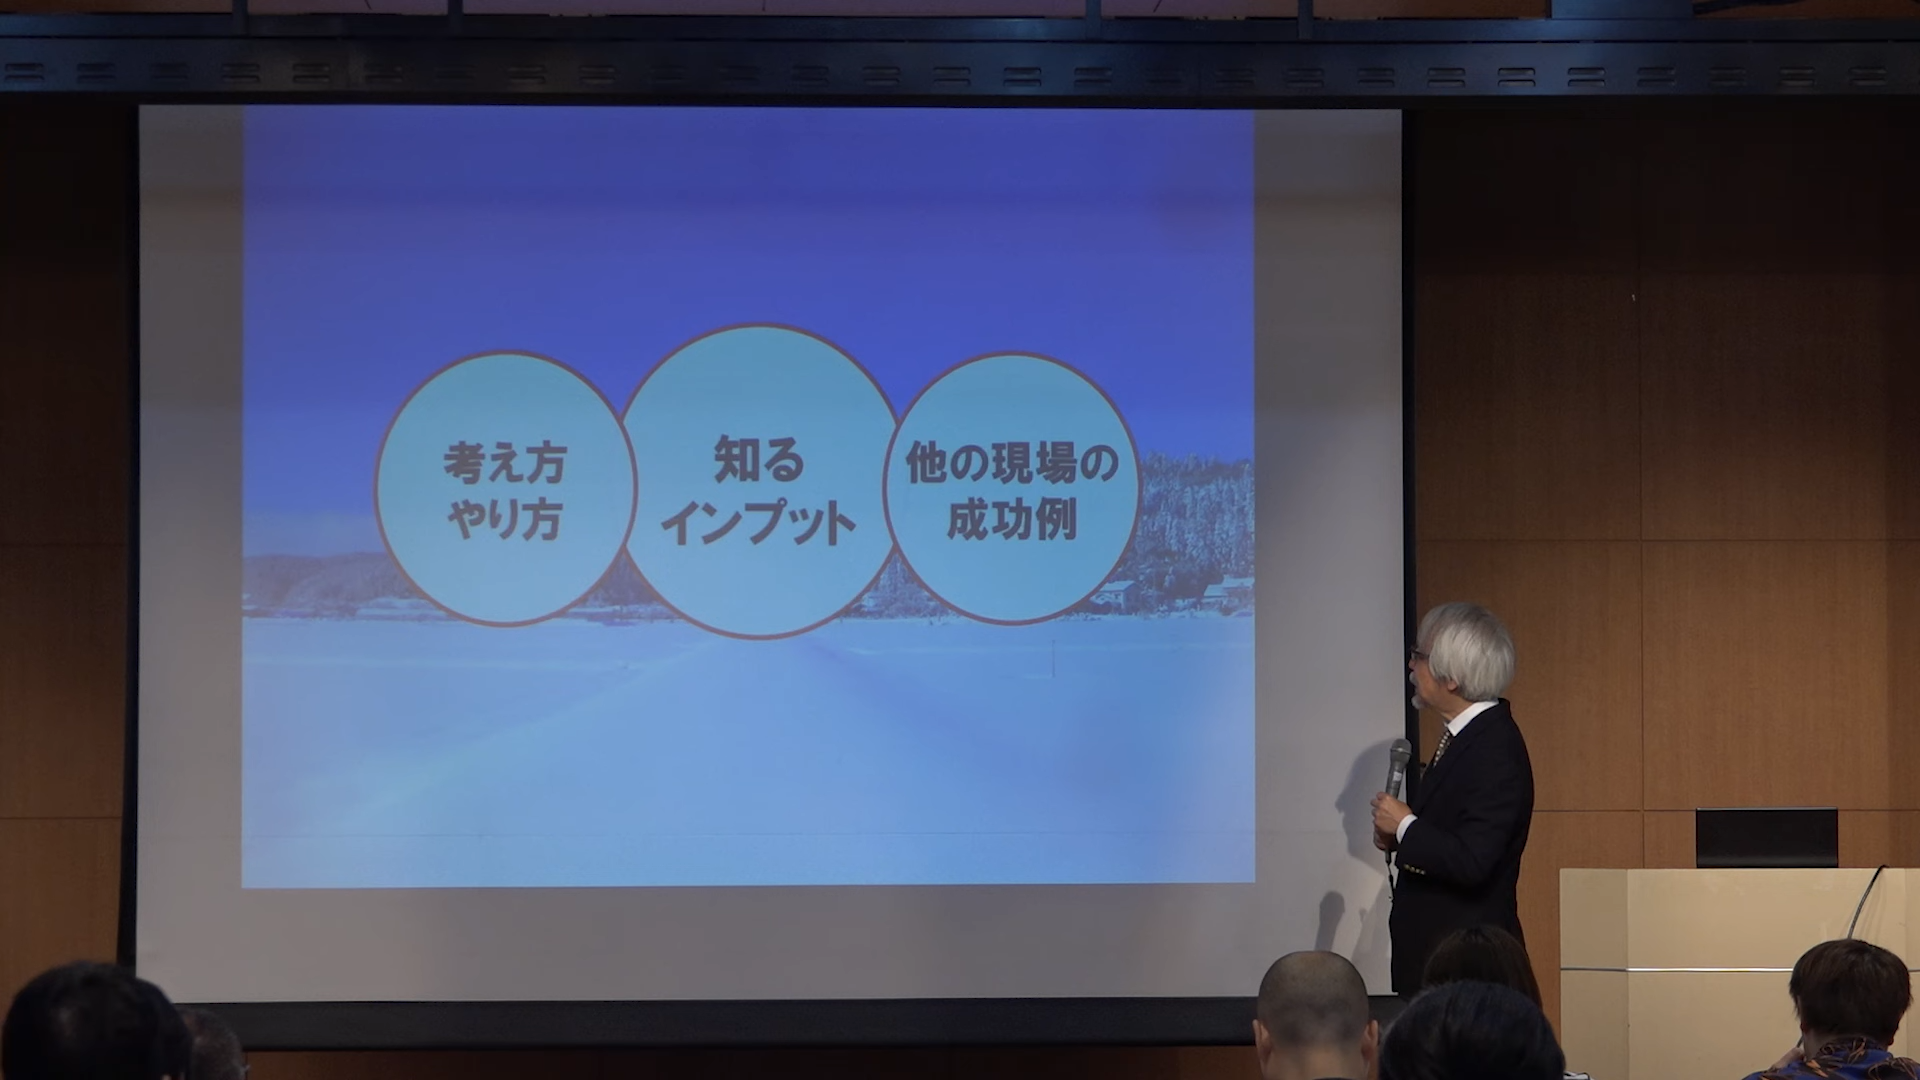 考え方
やり方
知る
インプット
他の現場の
成功例